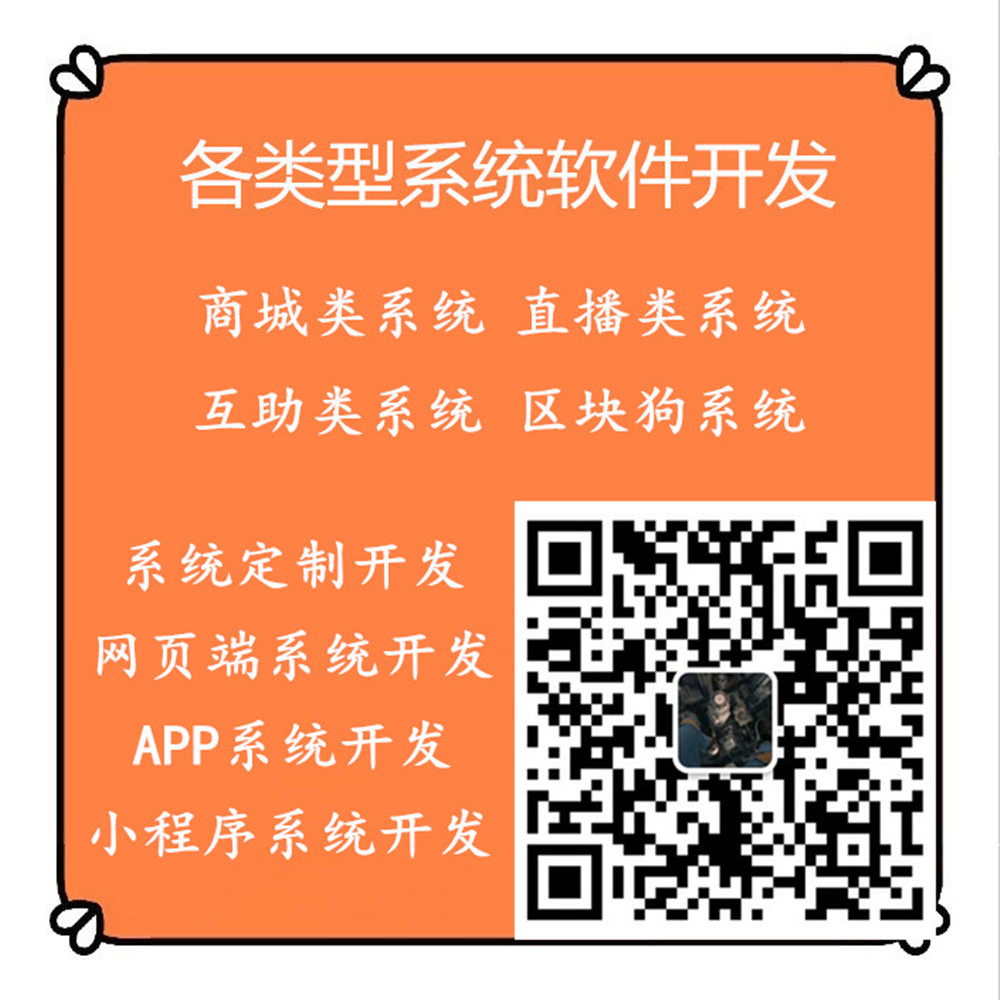 各类型系统软件开发
商城类系统 直播类系统
互助类系统 区块狗系统
系统定制开发
网页端系统开发
APP系统开发
小程序系统开发